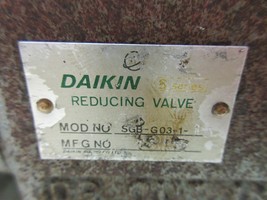 DAIKIN
REDUCING VALVE
MOD NO SGB-G03-1-
MFG NO